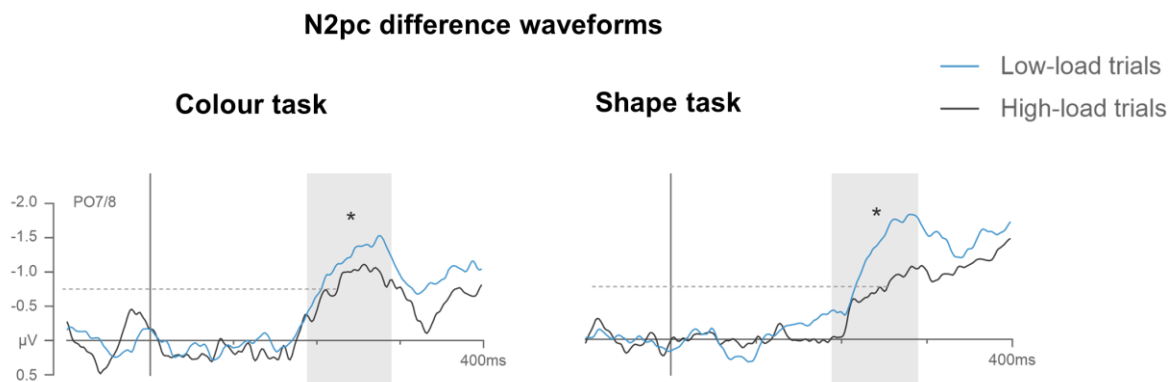 N2pc difference waveforms
Low-load trials
High-load trials
Colour task
Shape task
PO7/8
-2.0
-1.5
-1.0
-0.5
µV
0.5
*
400ms
*
400ms